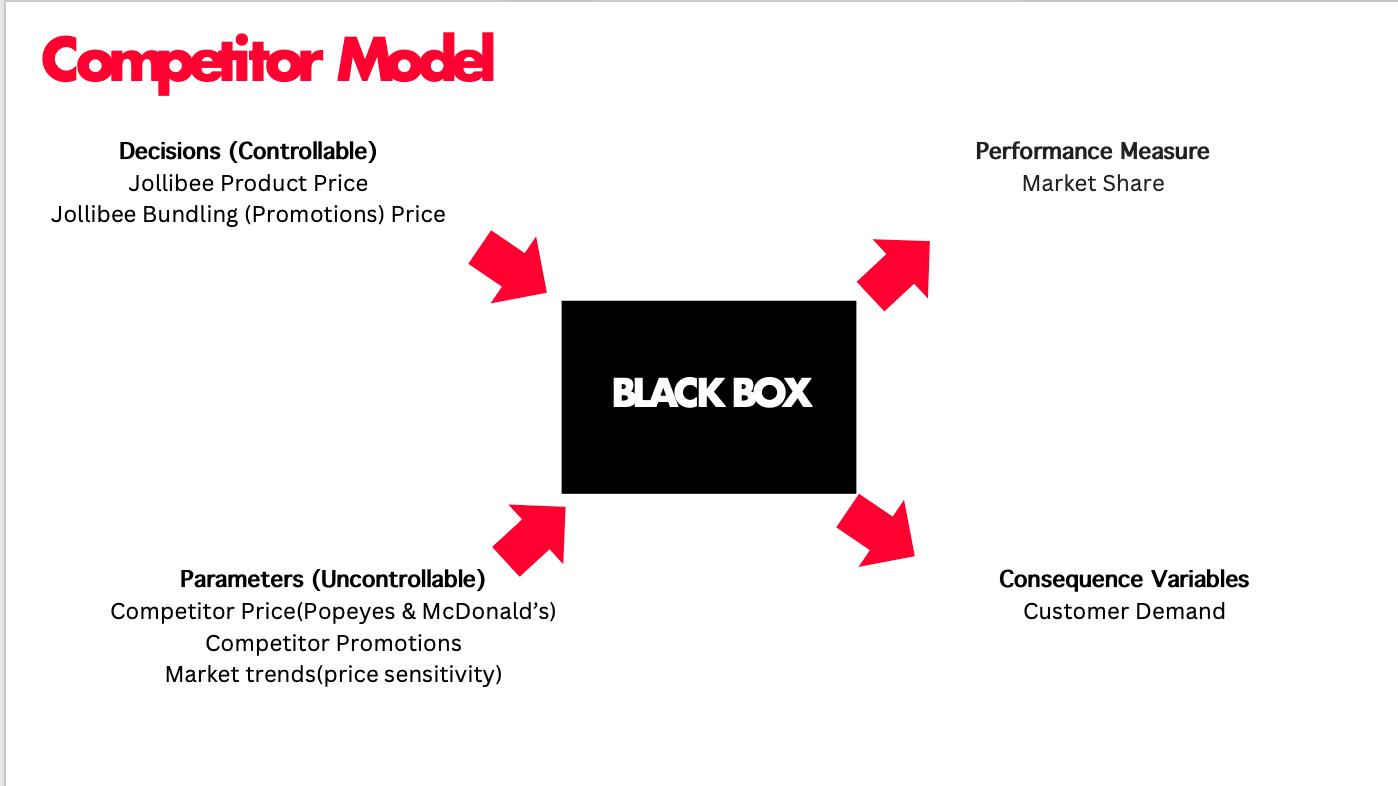 Competitor Model
Decisions (Controllable)
Jollibee Product Price
Jollibee Bundling (Promotions) Price
Performance Measure
Market Share
BLACK BOX
Parameters (Uncontrollable)
Competitor Price(Popeyes & McDonald’s)
Competitor Promotions
Market trends(price sensitivity)
Consequence Variables
Customer Demand